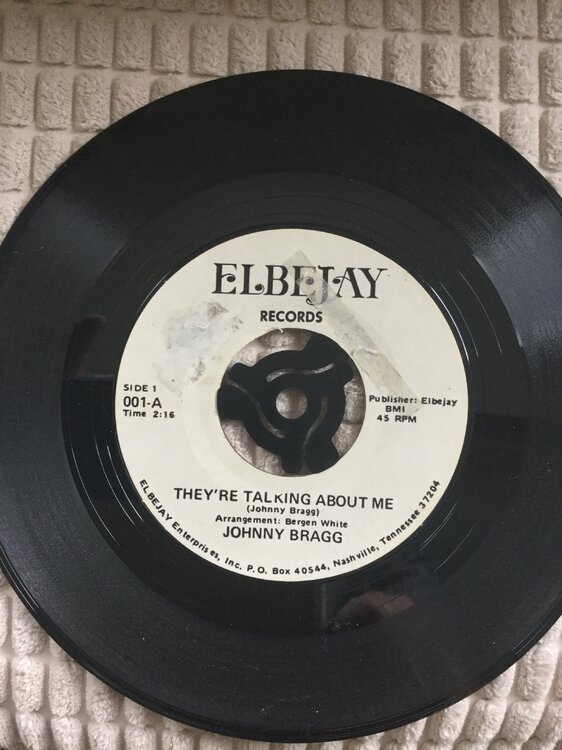 ELBEJAY
RECORDS
SIDE 1
001-A
Time 2:16
Publisher: Elbejay
BMI
45 RPM
THEY'RE TALKING ABOUT ME
(Johnny Bragg)
Arrangement: Bergen White
JOHNNY BRAGG
ELBEJAY Enterprises, Inc. P.O. Box 40544, Nashville, Tennessee 37204